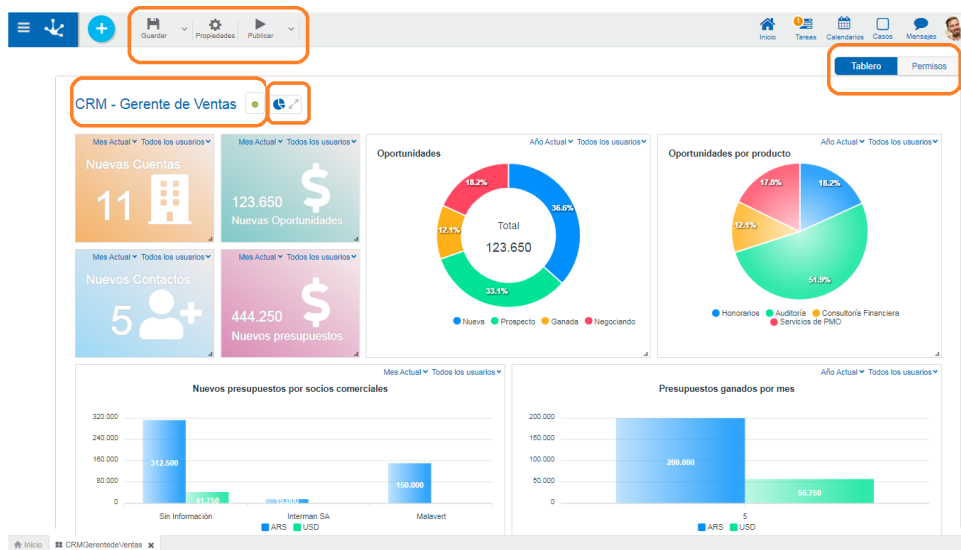 Guardar
Propiedades
Publicar
Inicio
1
Tareas
Calendarios
Casos
Mensajes
Tablero
Permisos
CRM - Gerente de Ventas
Mes Actual Todos los usuarios
Nuevas Cuentas
11
Mes Actual Todos los usuarios
123.650
Nuevas Oportunidades
Mes Actual Todos los usuarios
Nuevos Contactos
5
Mes Actual Todos los usuarios
444.250
Nuevos presupuestos
Año Actual Todos los usuarios
Oportunidades
18.2%
36.6%
12.1%
33.1%
Total
123.650
Nueva Prospecto Ganada Negociando
Año Actual Todos los usuarios
Oportunidades por producto
17.8%
18.2%
12.1%
51.9%
Honorarios Auditoría Consultoría Financiera
Servicios de PMO
Mes Actual Todos los usuarios
Nuevos presupuestos por socios comerciales
320.000
240.000
160.000
80.000
0
312.500
41.750
15.000
150.000
Sin Información Interman SA Malavert
ARS USD
Año Actual Todos los usuarios
Presupuestos ganados por mes
200.000
150.000
100.000
50.000
0
200.000
56.750
5
ARS USD
Inicio
CRMGerentedeVentas